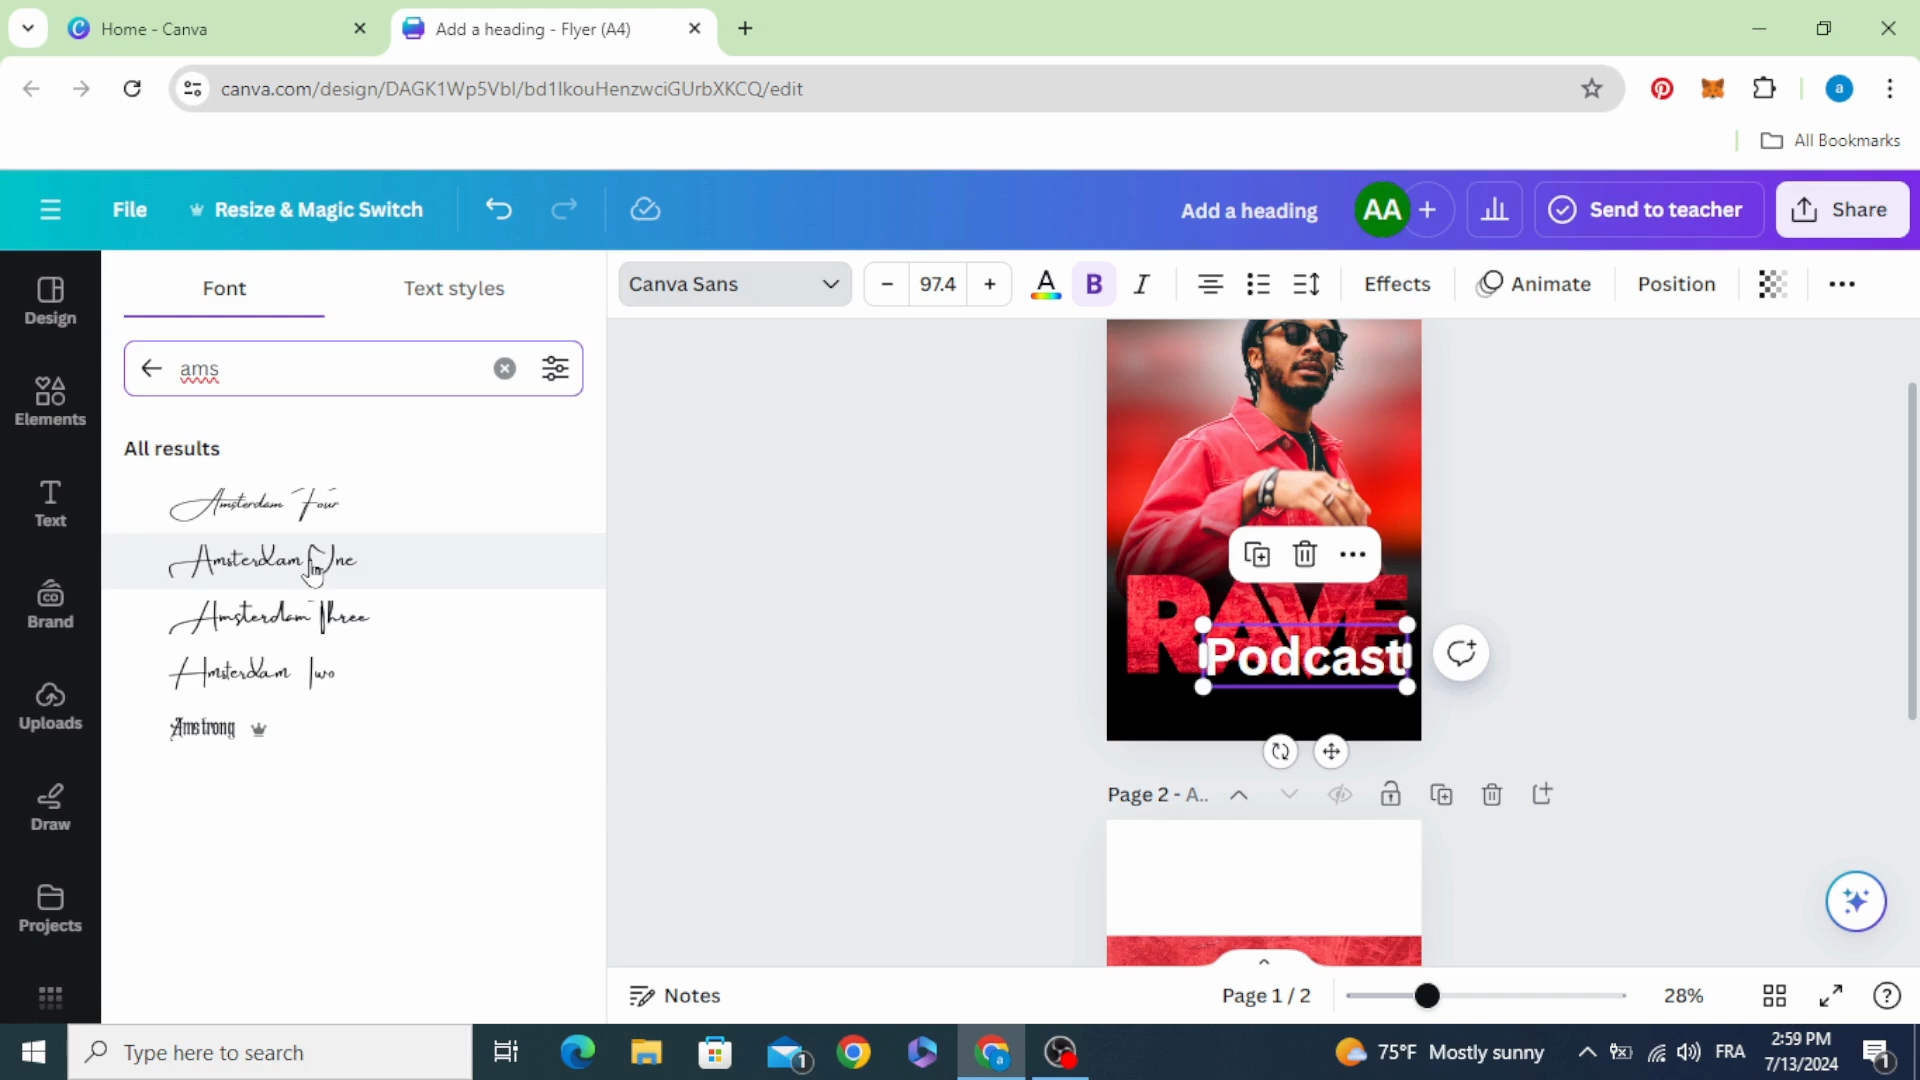 Home - Canva
Add a heading - Flyer (A4)
canva.com/design/DAGK1Wp5VbI/bd1lkouHenzwciGUrbXKCQ/edit
a
All Bookmarks
File
Resize & Magic Switch
Add a heading
AA
Send to teacher
Share
Design
Elements
Text
Brand
Uploads
Draw
Projects
Font
Text styles
Canva Sans
97.4
A
B
I
Effects
Animate
Position
ams
All results
Amsterdam Four
Amsterdam One
Amsterdam Three
Amsterdam Two
Amstrong
RAVE
Podcast
Page 2 - A..
Notes
Page 1 / 2
28%
Type here to search
1
75°F Mostly sunny
FRA
2:59 PM
7/13/2024
1